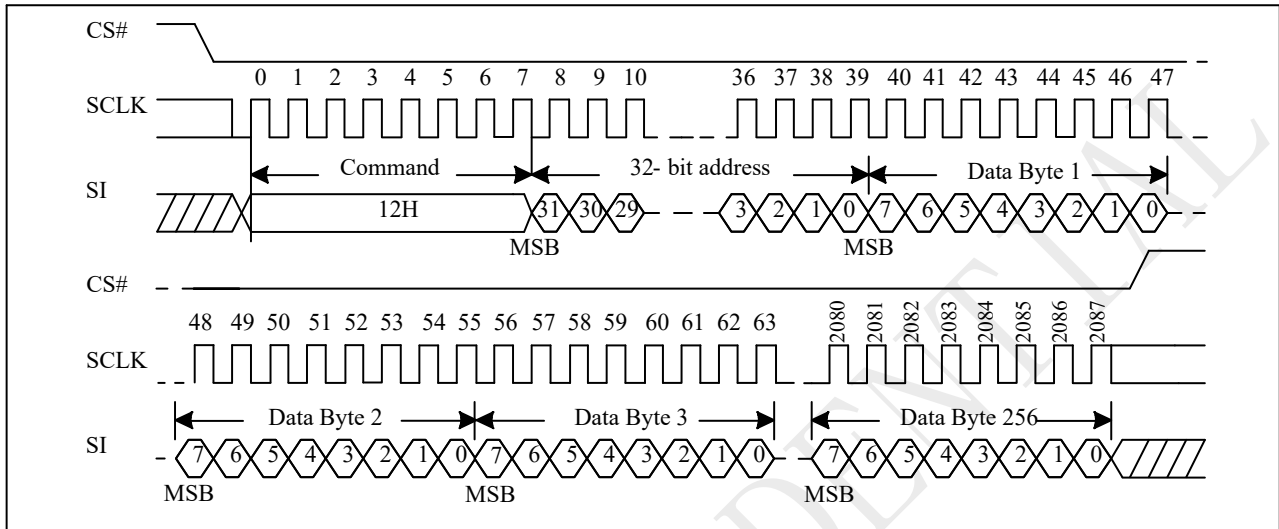 CS#
0 1 2 3 4 5 6 7 8 9 10 36 37 38 39 40 41 42 43 44 45 46 47
SCLK
Command 32- bit address Data Byte 1
SI
12H 31 30 29 3 2 1 0 7 6 5 4 3 2 1 0
MSB MSB
CS#
48 49 50 51 52 53 54 55 56 57 58 59 60 61 62 63 2080 2081 2082 2083 2084 2085 2086 2087
SCLK
Data Byte 2 Data Byte 3 Data Byte 256
SI
7 6 5 4 3 2 1 0 7 6 5 4 3 2 1 0 7 6 5 4 3 2 1 0
MSB MSB MSB
DENTIAL